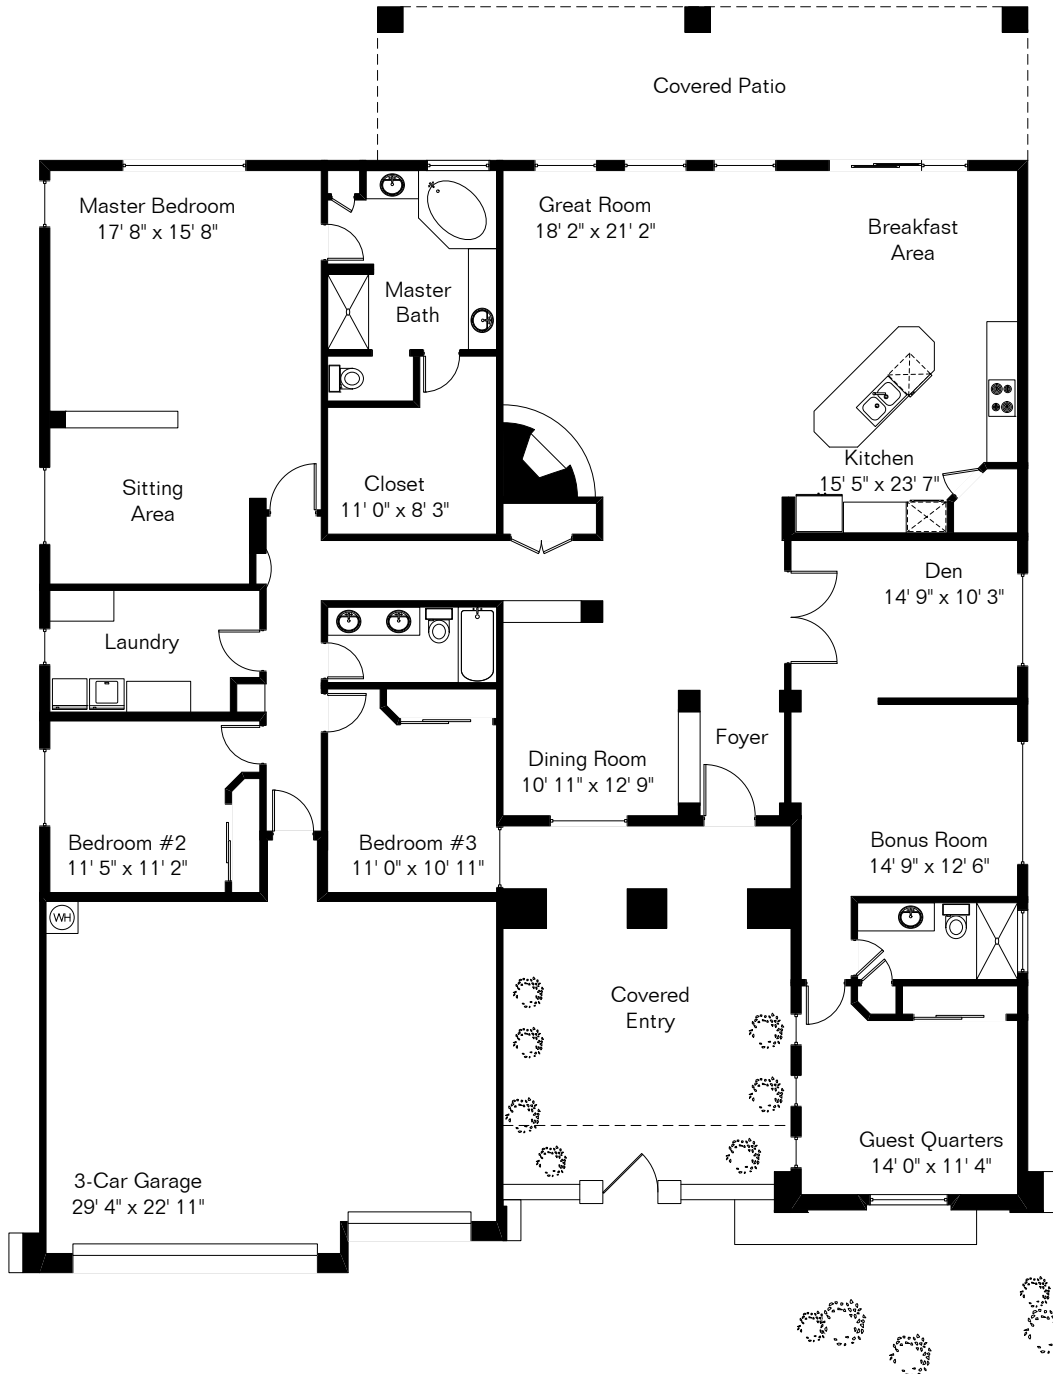 Covered Patio
Master Bedroom
17' 8" x 15' 8"
Great Room
18' 2" x 21' 2"
Breakfast
Area
Master
Bath
Kitchen
15' 5" x 23' 7"
Sitting
Area
Closet
11' 0" x 8' 3"
Den
14' 9" x 10' 3"
Laundry
Foyer
Dining Room
10' 11" x 12' 9"
Bedroom #2
11' 5" x 11' 2"
Bedroom #3
11' 0" x 10' 11"
Bonus Room
14' 9" x 12' 6"
WH
Covered
Entry
Guest Quarters
14' 0" x 11' 4"
3-Car Garage
29' 4" x 22' 11"